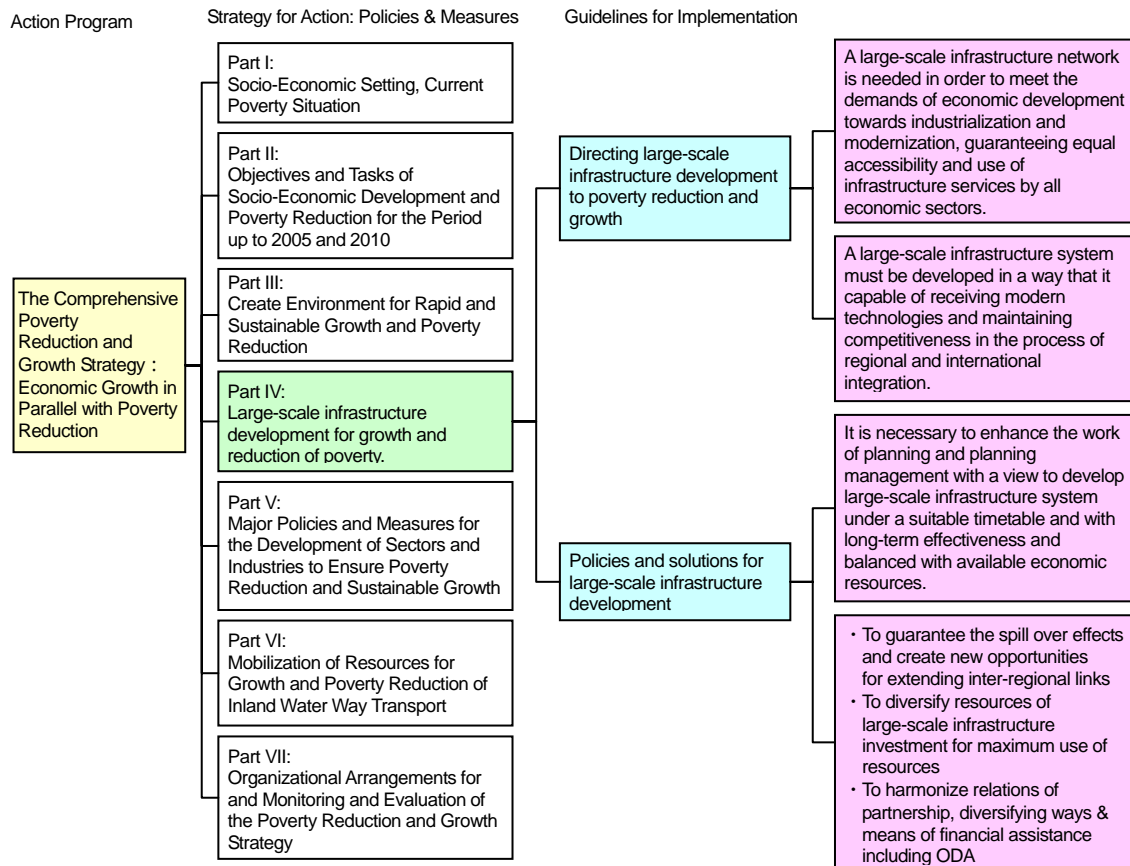 Action Program
Strategy for Action: Policies & Measures
Guidelines for Implementation
The Comprehensive
Poverty
Reduction and
Growth Strategy :
Economic Growth in
Parallel with Poverty
Reduction
Part I:
Socio-Economic Setting, Current
Poverty Situation
Part II:
Objectives and Tasks of
Socio-Economic Development and
Poverty Reduction for the Period
up to 2005 and 2010
Part III:
Create Environment for Rapid and
Sustainable Growth and Poverty
Reduction
Part IV:
Large-scale infrastructure
development for growth and
reduction of poverty.
Part V:
Major Policies and Measures for
the Development of Sectors and
Industries to Ensure Poverty
Reduction and Sustainable Growth
Part VI:
Mobilization of Resources for
Growth and Poverty Reduction of
Inland Water Way Transport
Part VII:
Organizational Arrangements for
and Monitoring and Evaluation of
the Poverty Reduction and Growth
Strategy
Directing large-scale
infrastructure development
to poverty reduction and
growth
Policies and solutions for
large-scale infrastructure
development
A large-scale infrastructure network
is needed in order to meet the
demands of economic development
towards industrialization and
modernization, guaranteeing equal
accessibility and use of
infrastructure services by all
economic sectors.
A large-scale infrastructure system
must be developed in a way that it
capable of receiving modern
technologies and maintaining
competitiveness in the process of
regional and international
integration.
It is necessary to enhance the work
of planning and planning
management with a view to develop
large-scale infrastructure system
under a suitable timetable and with
long-term effectiveness and
balanced with available economic
resources.
・To guarantee the spill over effects
and create new opportunities
for extending inter-regional links
・To diversify resources of
large-scale infrastructure
investment for maximum use of
resources
・To harmonize relations of
partnership, diversifying ways &
means of financial assistance
including ODA